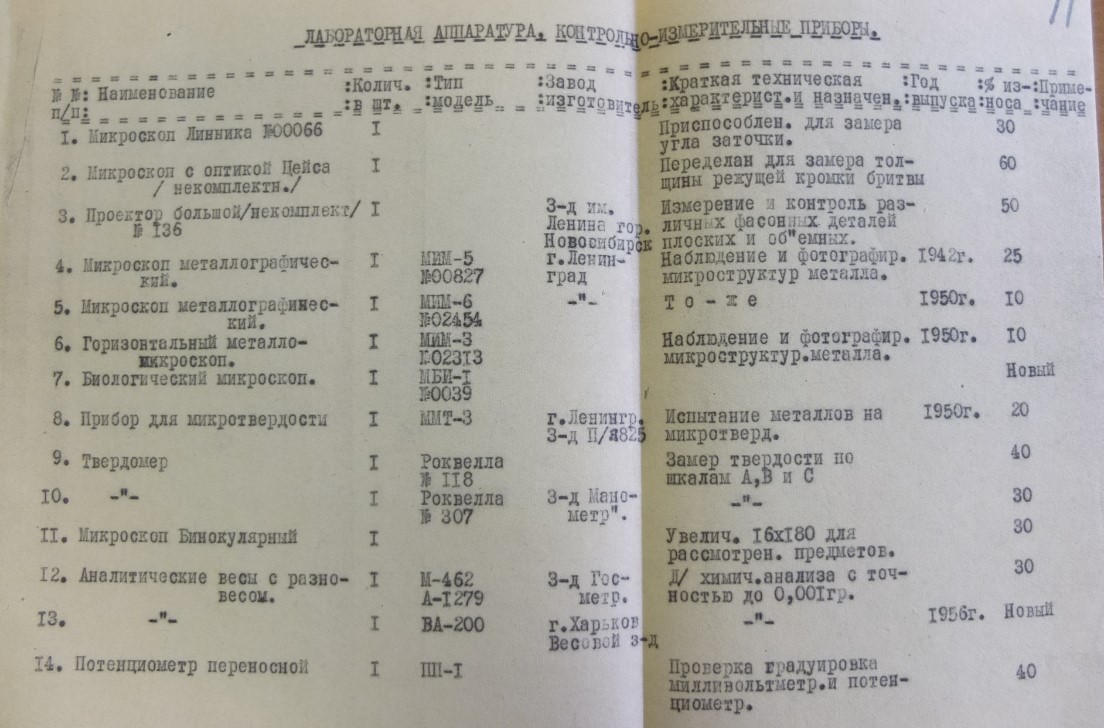 11
ЛАБОРАТОРНАЯ АППАРАТУРА. КОНТРОЛЬНО-ИЗМЕРИТЕЛЬНЫЕ ПРИБОРЫ.
№ №: Наименование :Колич. :Тип :Завод :Краткая техническая :Год :% из-:Приме-
п/п: :в шт. :модель :изготовитель:характерист.и назначен. :выпуска:носа :чание
I. Микроскоп Линника №00066 I Приспособлен. для замера 30
угла заточки.
2. Микроскоп с оптикой Цейса I Переделан для замера тол- 60
/ некомплектн./ щины режущей кромки бритвы
3. Проектор большой/некомплект/ I З-д им. Измерение и контроль раз- 50
№ I36 Ленина гор. личных фасонных деталей
Новосибирск плоских и об"емных.
4. Микроскоп металлографичес- I МИМ-5 г.Ленин- Наблюдение и фотографир. I942г. 25
кий. №00827 град микроструктур металла.
5. Микроскоп металлографинес- I МИМ-6 -"- Т о - ж е I950г. I0
кий. №02454
6. Горизонтальный металло- I МИМ-3 Наблюдение и фотографир. I950г. I0
микроскоп. №023I3 микроструктур.металла.
7. Биологический микроскоп. I МБИ-I Новый
№0039
8. Прибор для микротвердости I ММТ-3 г.Ленингр. Испытание металлов на I950г. 20
З-д П/я825 микротверд.
9. Твердомер I Роквелла Замер твердости по 40
№ II8 шкалам А,В и С
I0. -"- I Роквелла З-д Мано- -"- 30
№ 307 метр".
II. Микроскоп Бинокулярный I Увелич. I6хI80 для 30
рассмотрен. предметов.
I2. Аналитические весы с разно- I М-462 З-д Гос- Д/ химич.анализа с точ- 30
весом. А-I279 метр. ностью до 0,00Iгр.
I3. -"- I ВА-200 г.Харьков -"- I956г. Новый
Весовой з-д
I4. Потенциометр переносной I ПП-I Проверка градуировка 40
милливольтметр.и потен-
циометр.